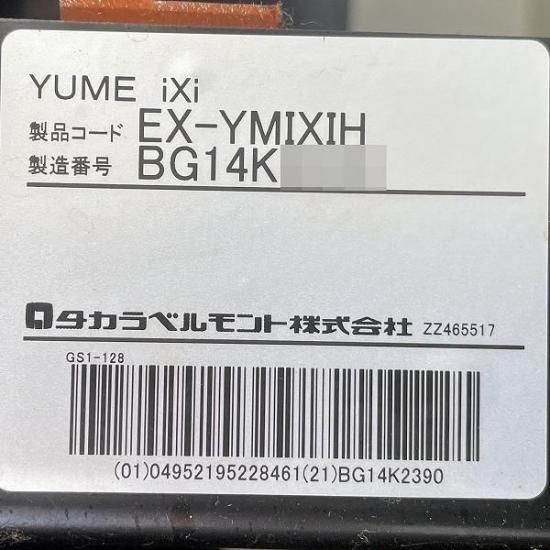 YUME iXi
製品コード EX-YMIXIH
製造番号 BG14K
タカラベルモント株式会社 ZZ465517
GS1-128
(01)04952195228461(21)BG14K2390